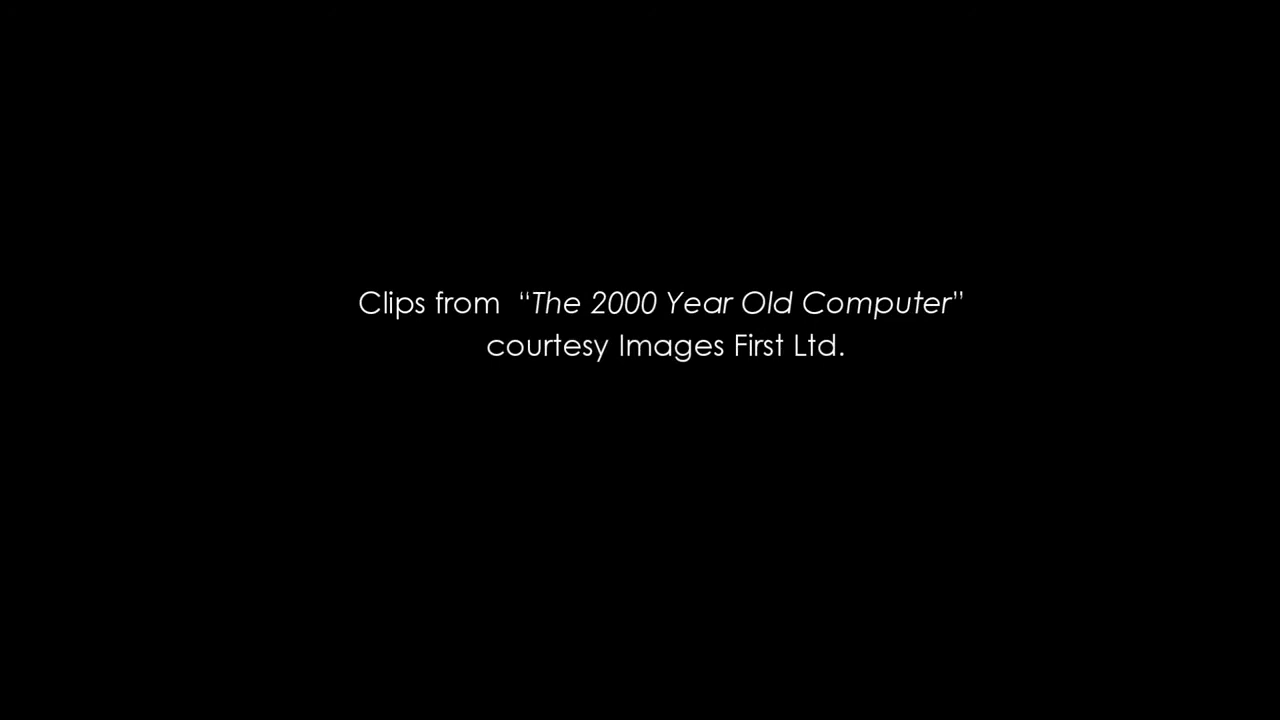 Clips from “The 2000 Year Old Computer”
courtesy Images First Ltd.